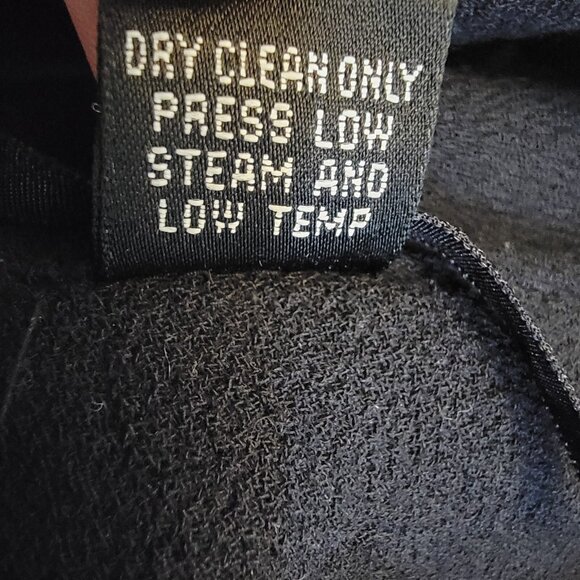 DRY CLEAN ONLY
PRESS LOW
STEAM AND
LOW TEMP